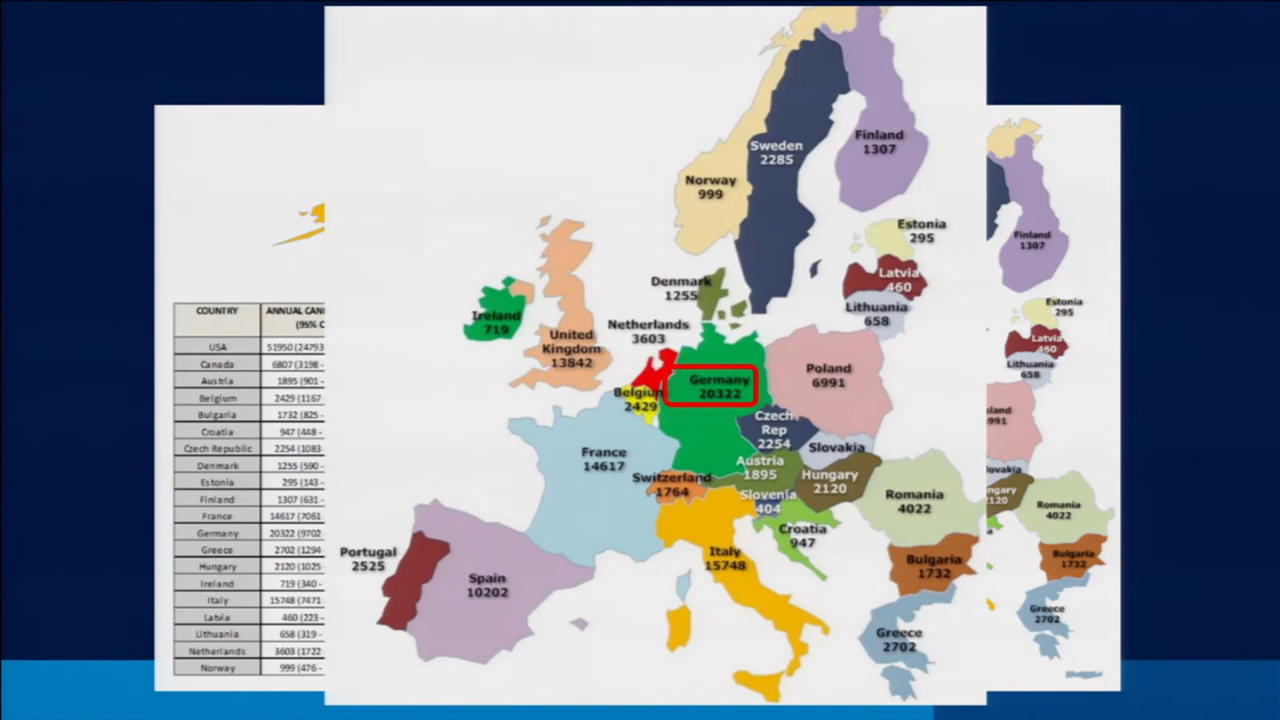 Sweden
2285
Finland
1307
Norway
999
Estonia
295
Latvia
460
Lithuania
658
Denmark
1255
Ireland
719
United
Kingdom
13842
Netherlands
3603
Belgium
2429
Germany
20322
Poland
6991
Czech
Rep
2254
Slovakia
France
14617
Switzerland
1764
Austria
1895
Slovenia
404
Hungary
2120
Romania
4022
Croatia
947
Portugal
2525
Spain
10202
Italy
15748
Bulgaria
1732
Greece
2702
COUNTRY ANNUAL CAN
(95% C
USA 51950 (24793
Canada 6807 (3198 -
Austria 1895 (901 -
Belgium 2429 (1167
Bulgaria 1732 (825 -
Croatia 947 (448 -
Czech Republic 2254 (1083
Denmark 1255 (590 -
Estonia 295 (143 -
Finland 1307 (631 -
France 14617 (7061
Germany 20322 (9702
Greece 2702 (1294
Hungary 2120 (1025
Ireland 719 (340 -
Italy 15748 (7471
Latvia 460 (223 -
Lithuania 658 (319 -
Netherlands 3603 (1722
Norway 999 (476 -
Finland
1307
Estonia
295
Latvia
460
Lithuania
658
land
991
ovakia
ngary
2120
Romania
4022
Bulgaria
1732
Greece
2702